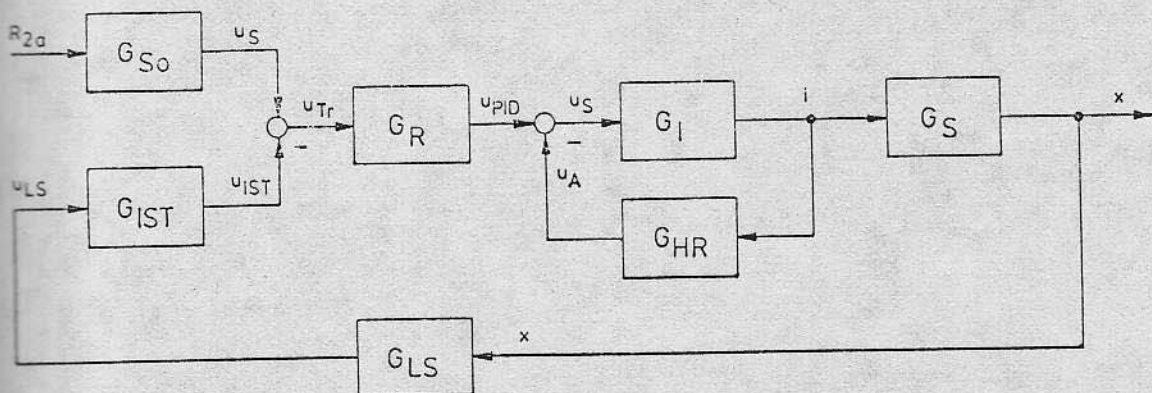 R2a
GSo
uS
uTr
GR
uPID
uS
GI
i
GS
x
-
-
uLS
GIST
uIST
uA
GHR
GLS
x